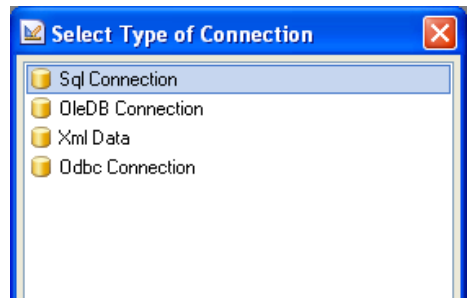 Select Type of Connection
Sql Connection
OleDB Connection
Xml Data
Odbc Connection